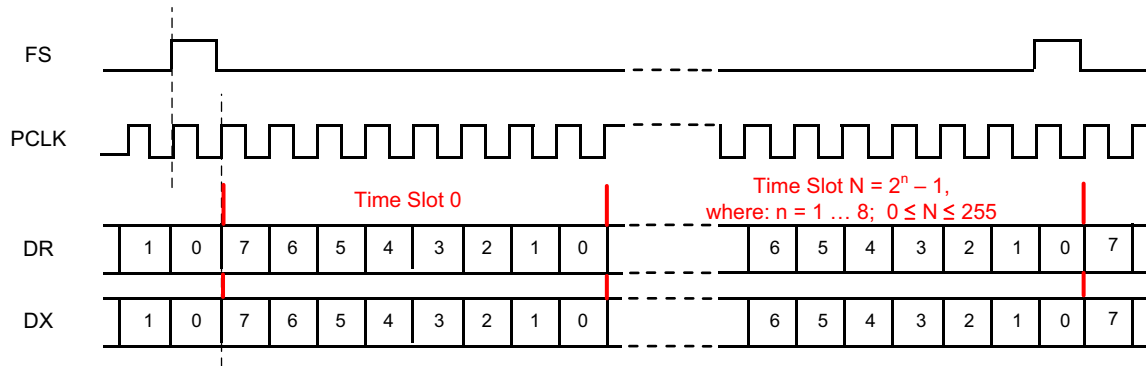 FS
PCLK
Time Slot 0
Time Slot N = 2ⁿ – 1,
where: n = 1 … 8; 0 ≤ N ≤ 255
DR 1 0 7 6 5 4 3 2 1 0 6 5 4 3 2 1 0 7
DX 1 0 7 6 5 4 3 2 1 0 6 5 4 3 2 1 0 7